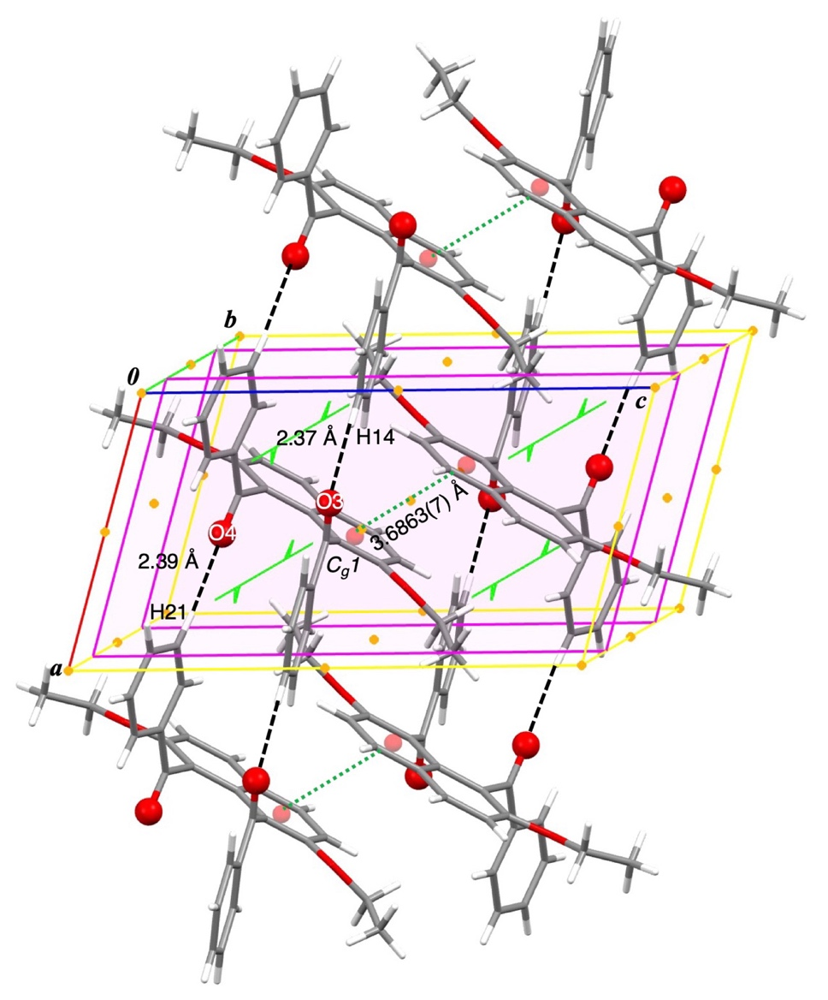 b
0
c
2.37 Å H14
O3
3.6863(7) Å
O4
Cg1
2.39 Å
H21
a